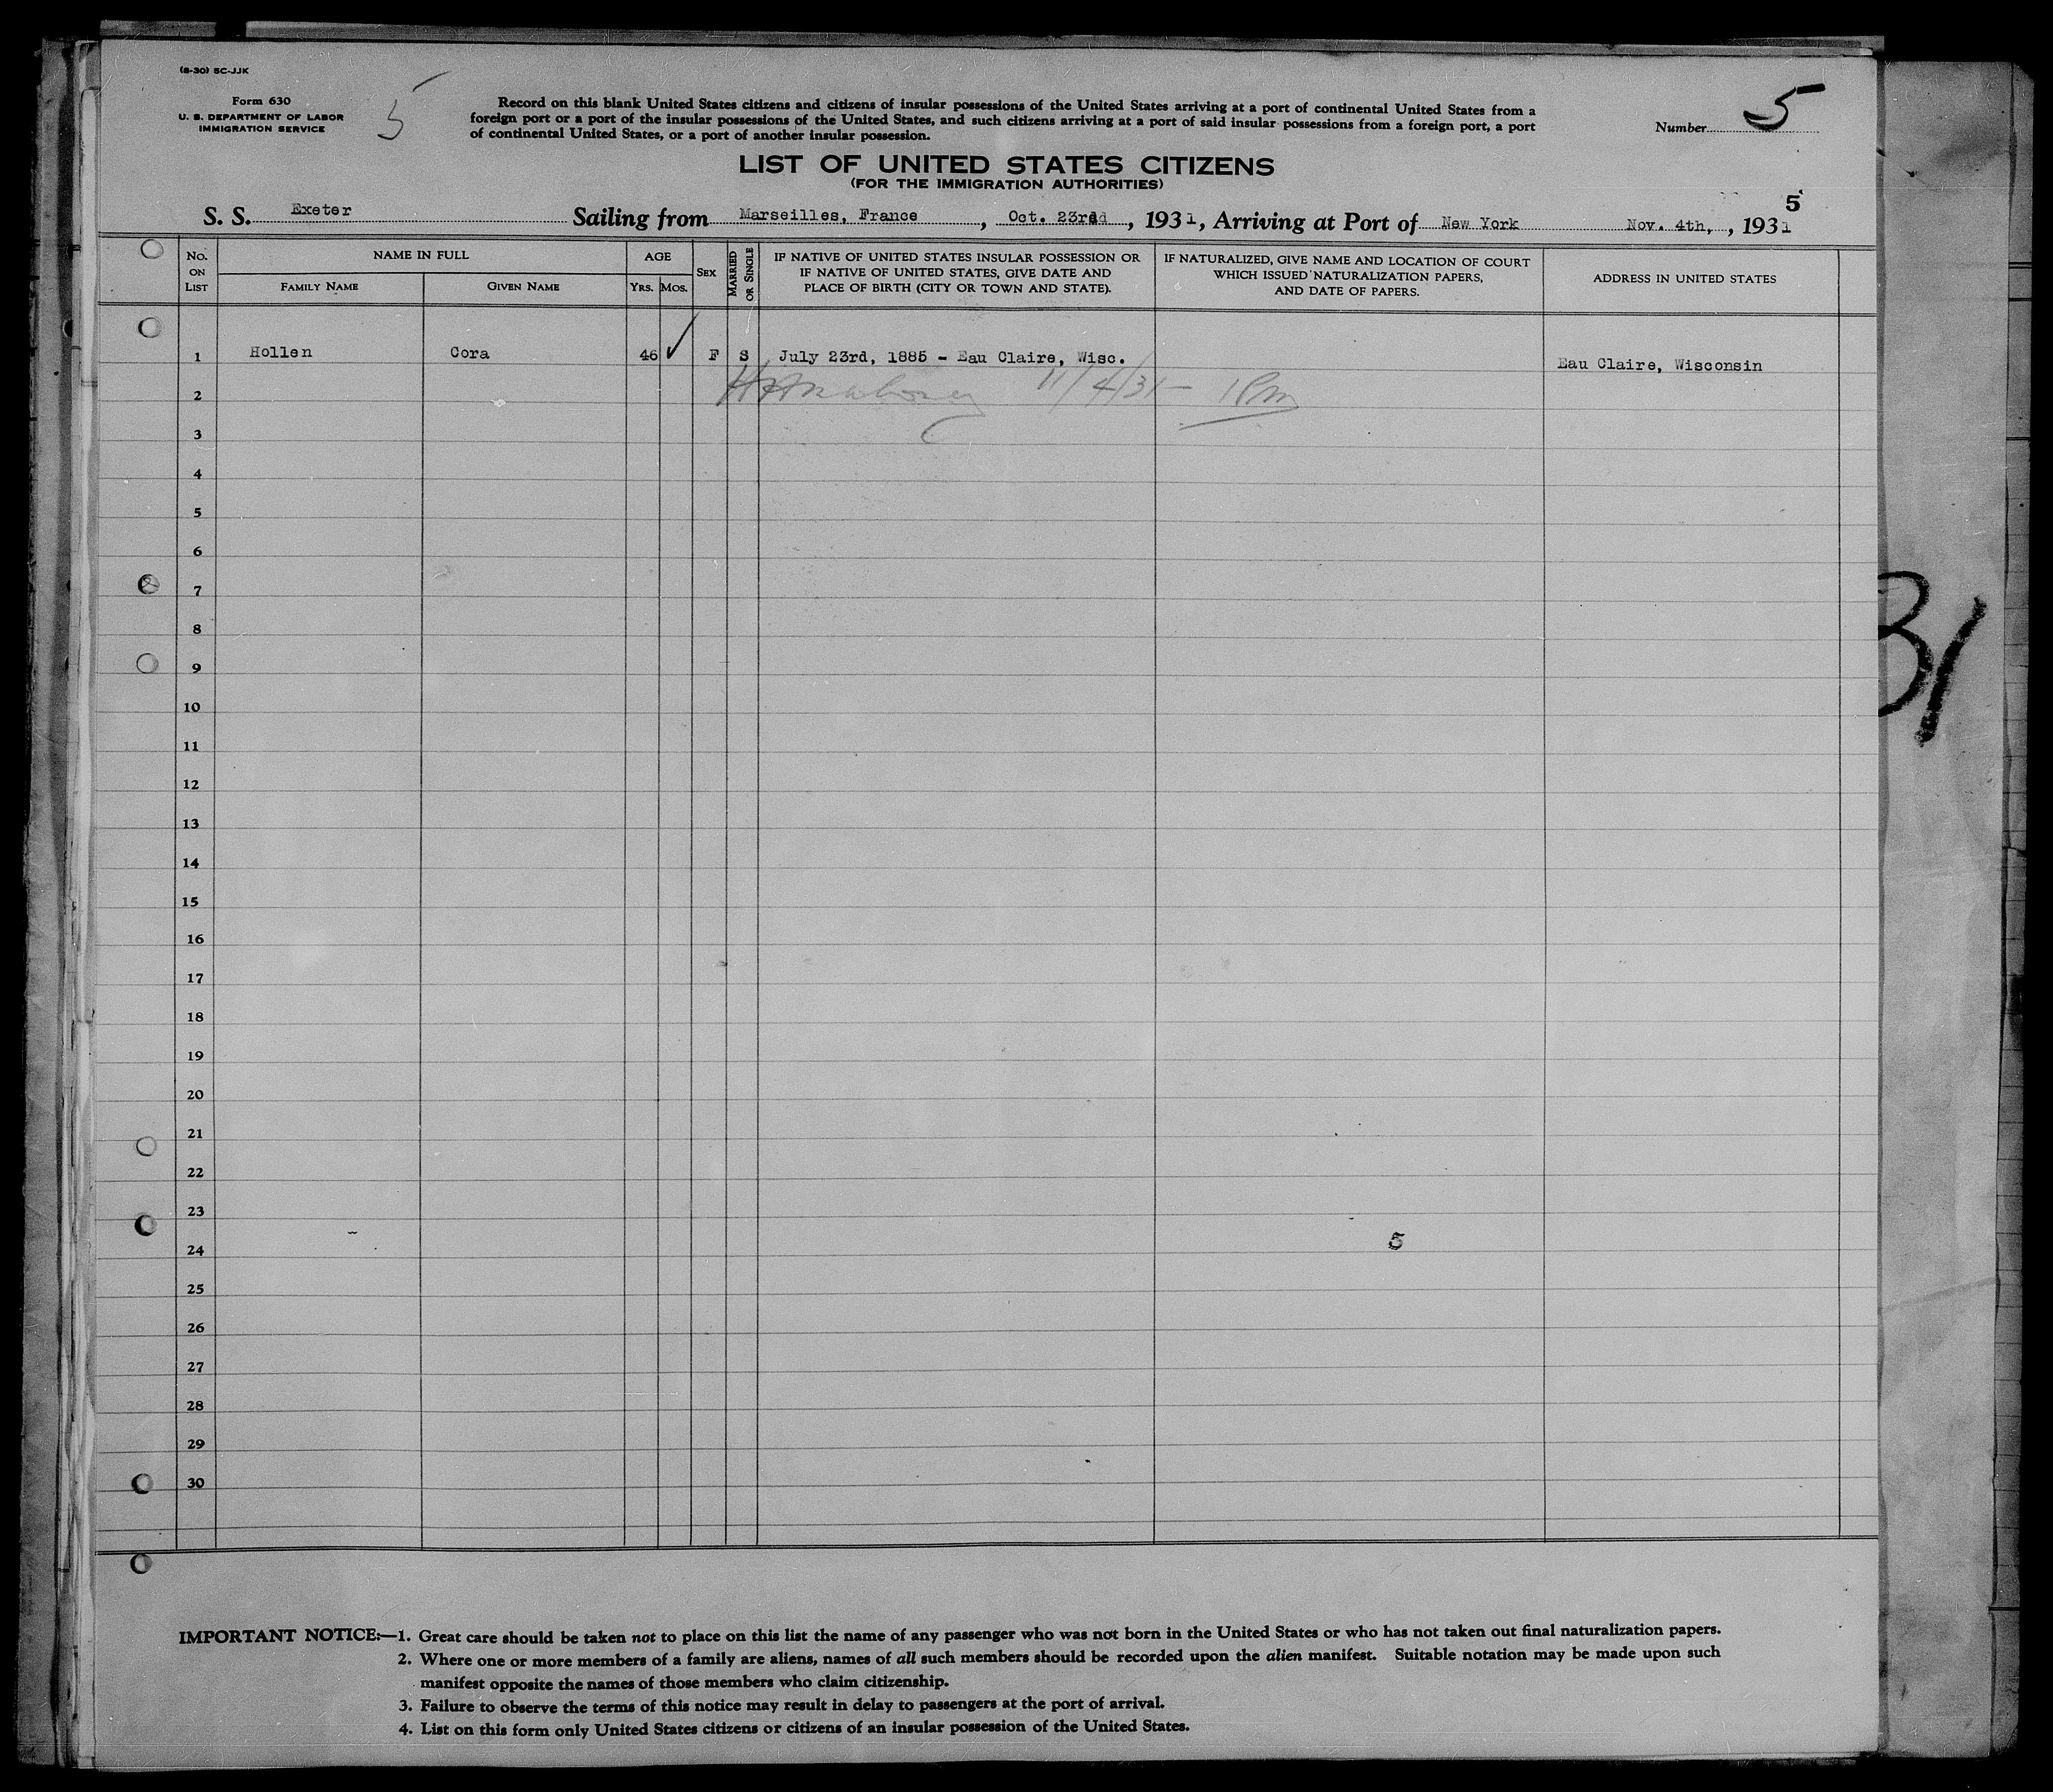 (8-30) SC-JJK
Form 630
U. S. DEPARTMENT OF LABOR
IMMIGRATION SERVICE
5
Record on this blank United States citizens and citizens of insular possessions of the United States arriving at a port of continental United States from a
foreign port or a port of the insular possessions of the United States, and such citizens arriving at a port of said insular possessions from a foreign port, a port
of continental United States, or a port of another insular possession.
Number 5
LIST OF UNITED STATES CITIZENS
(FOR THE IMMIGRATION AUTHORITIES)
5
S. S. Exeter Sailing from Marseilles, France, Oct. 23rd, 1931, Arriving at Port of New York Nov. 4th, , 1931
No. ON LIST
NAME IN FULL
FAMILY NAME
GIVEN NAME
AGE
YRS.
MOS.
SEX
MARRIED OR SINGLE
IF NATIVE OF UNITED STATES INSULAR POSSESSION OR
IF NATIVE OF UNITED STATES, GIVE DATE AND
PLACE OF BIRTH (CITY OR TOWN AND STATE).
IF NATURALIZED, GIVE NAME AND LOCATION OF COURT
WHICH ISSUED NATURALIZATION PAPERS,
AND DATE OF PAPERS.
ADDRESS IN UNITED STATES
1 Hollen Cora 46 ✓ F S July 23rd, 1885 - Eau Claire, Wisc. Eau Claire, Wisconsin
2 11/4/31 - 1 Pm
3
4
5
6
7
8
9
10
11
12
13
14
15
16
17
18
19
20
21
22
23
24 5
25
26
27
28
29
30
31
IMPORTANT NOTICE:—1. Great care should be taken not to place on this list the name of any passenger who was not born in the United States or who has not taken out final naturalization papers.
2. Where one or more members of a family are aliens, names of all such members should be recorded upon the alien manifest. Suitable notation may be made upon such
manifest opposite the names of those members who claim citizenship.
3. Failure to observe the terms of this notice may result in delay to passengers at the port of arrival.
4. List on this form only United States citizens or citizens of an insular possession of the United States.